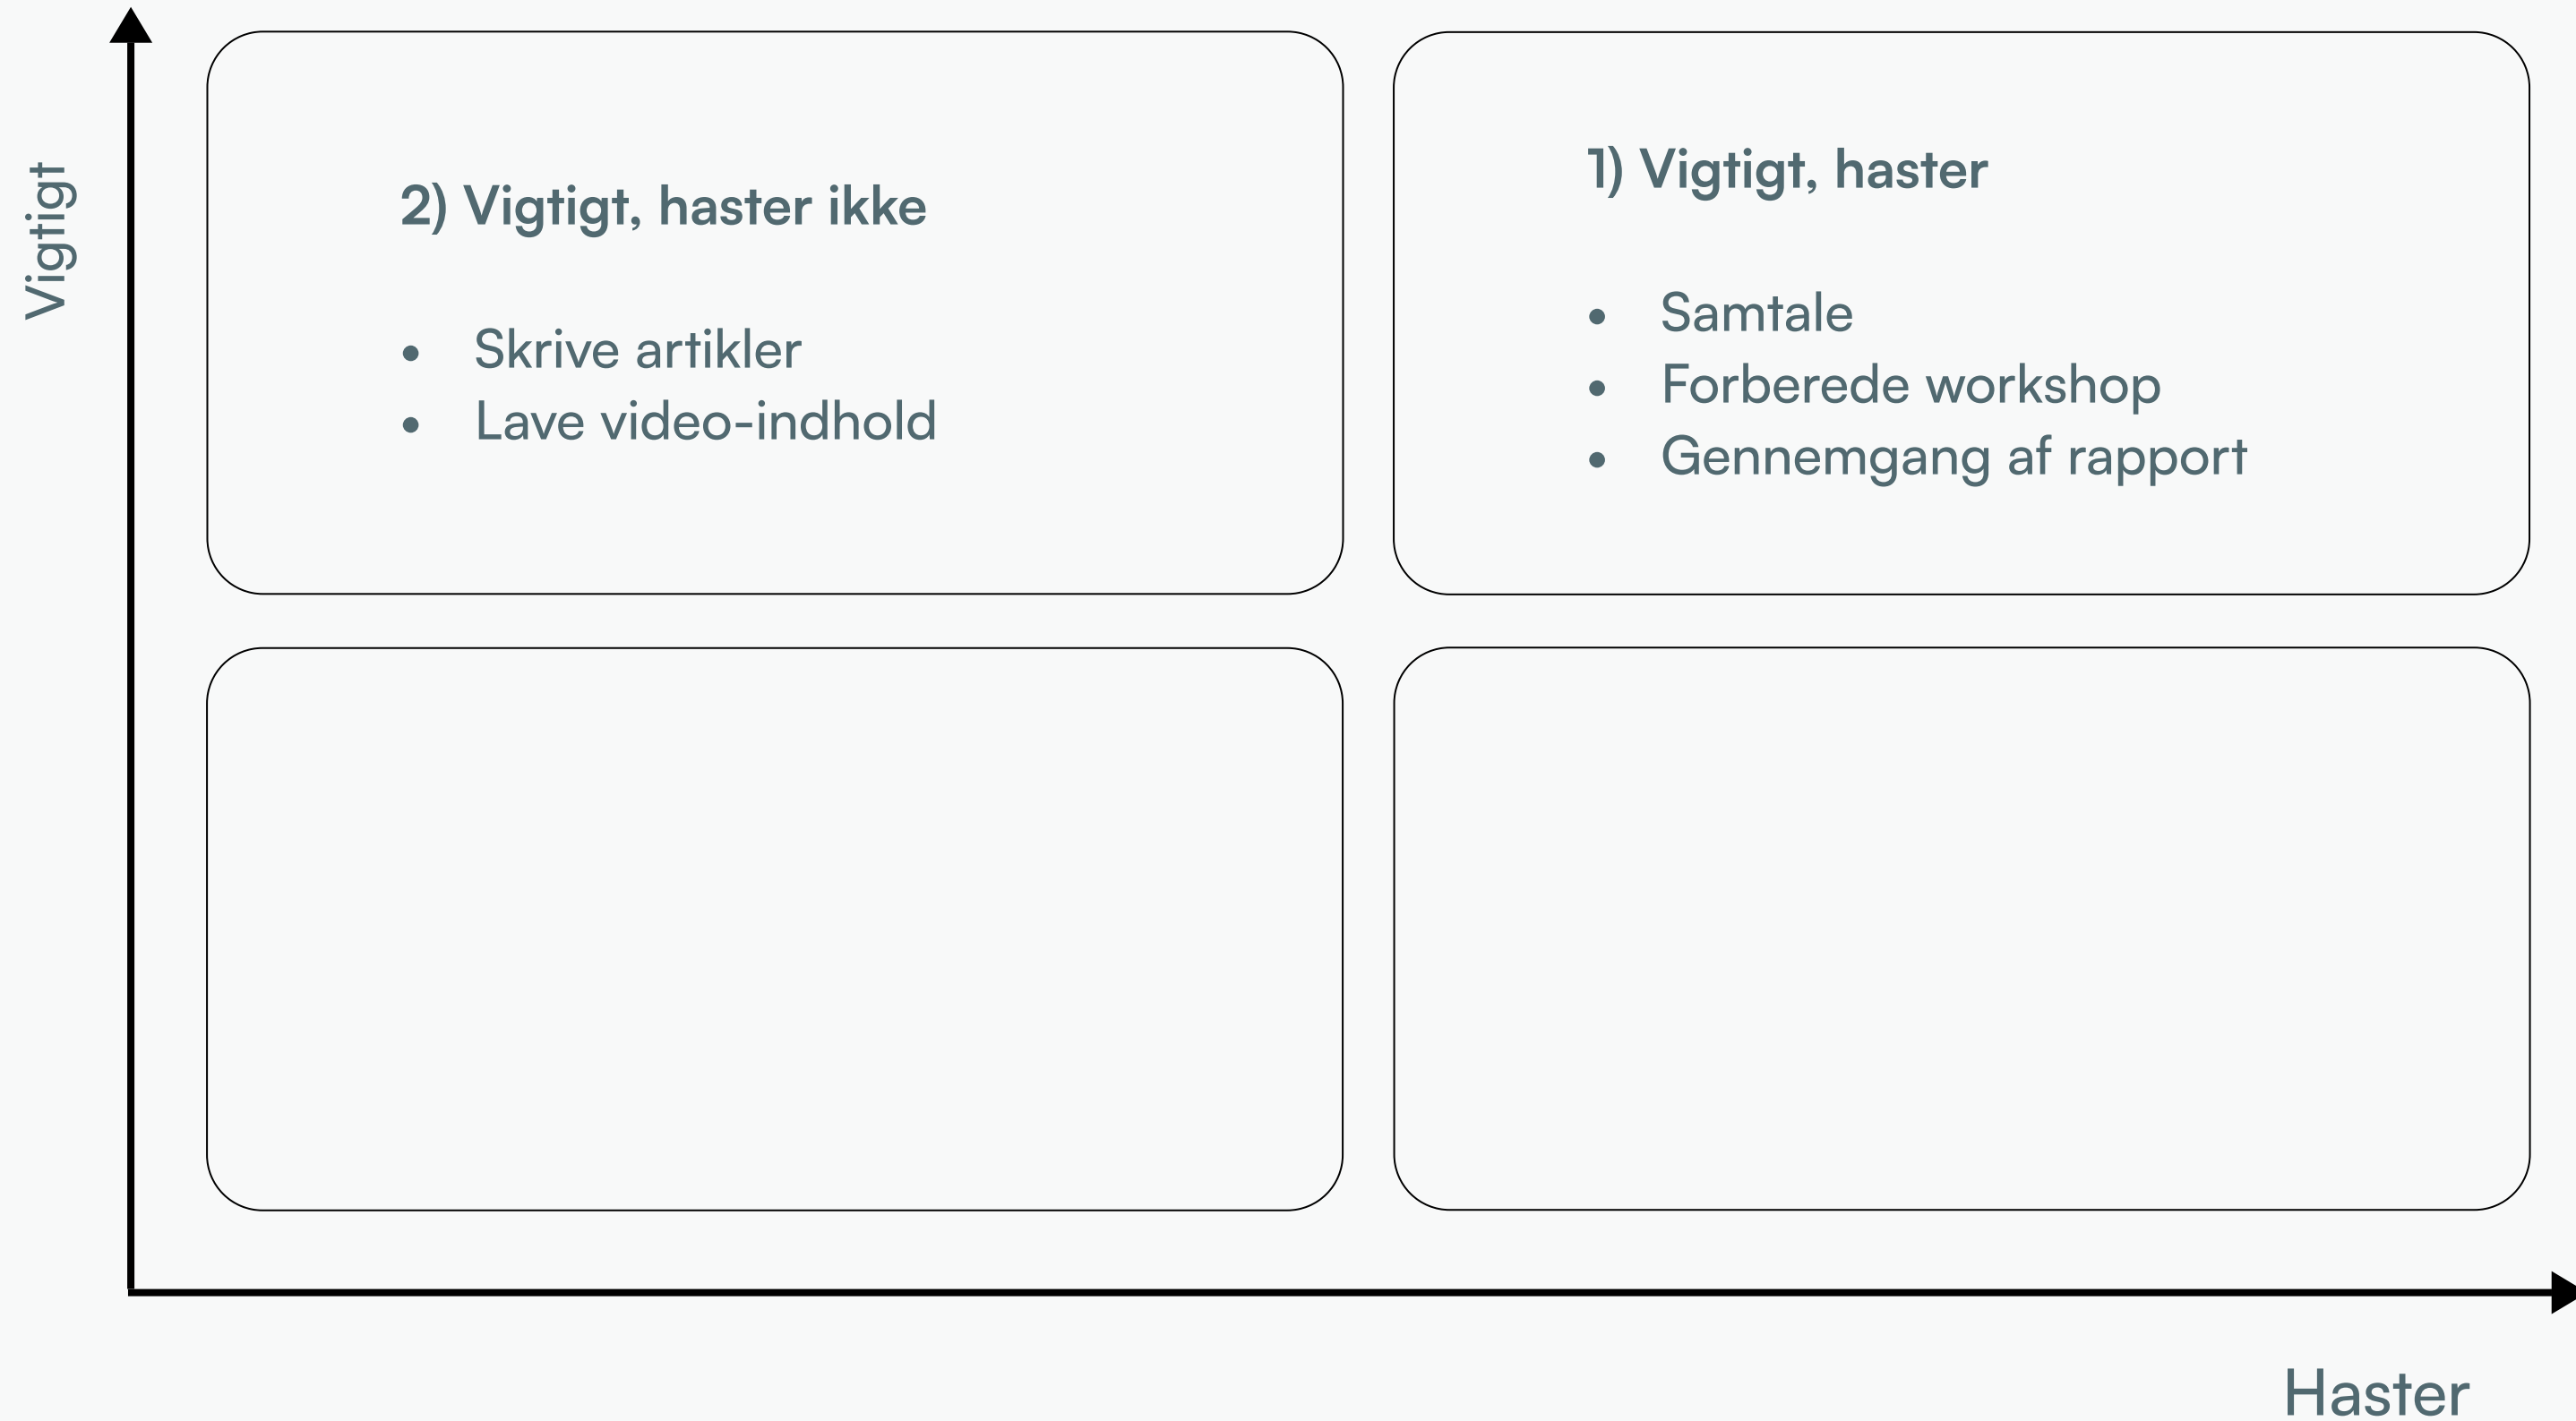 Vigtigt
2) Vigtigt, haster ikke
• Skrive artikler
• Lave video-indhold
1) Vigtigt, haster
• Samtale
• Forberede workshop
• Gennemgang af rapport
Haster